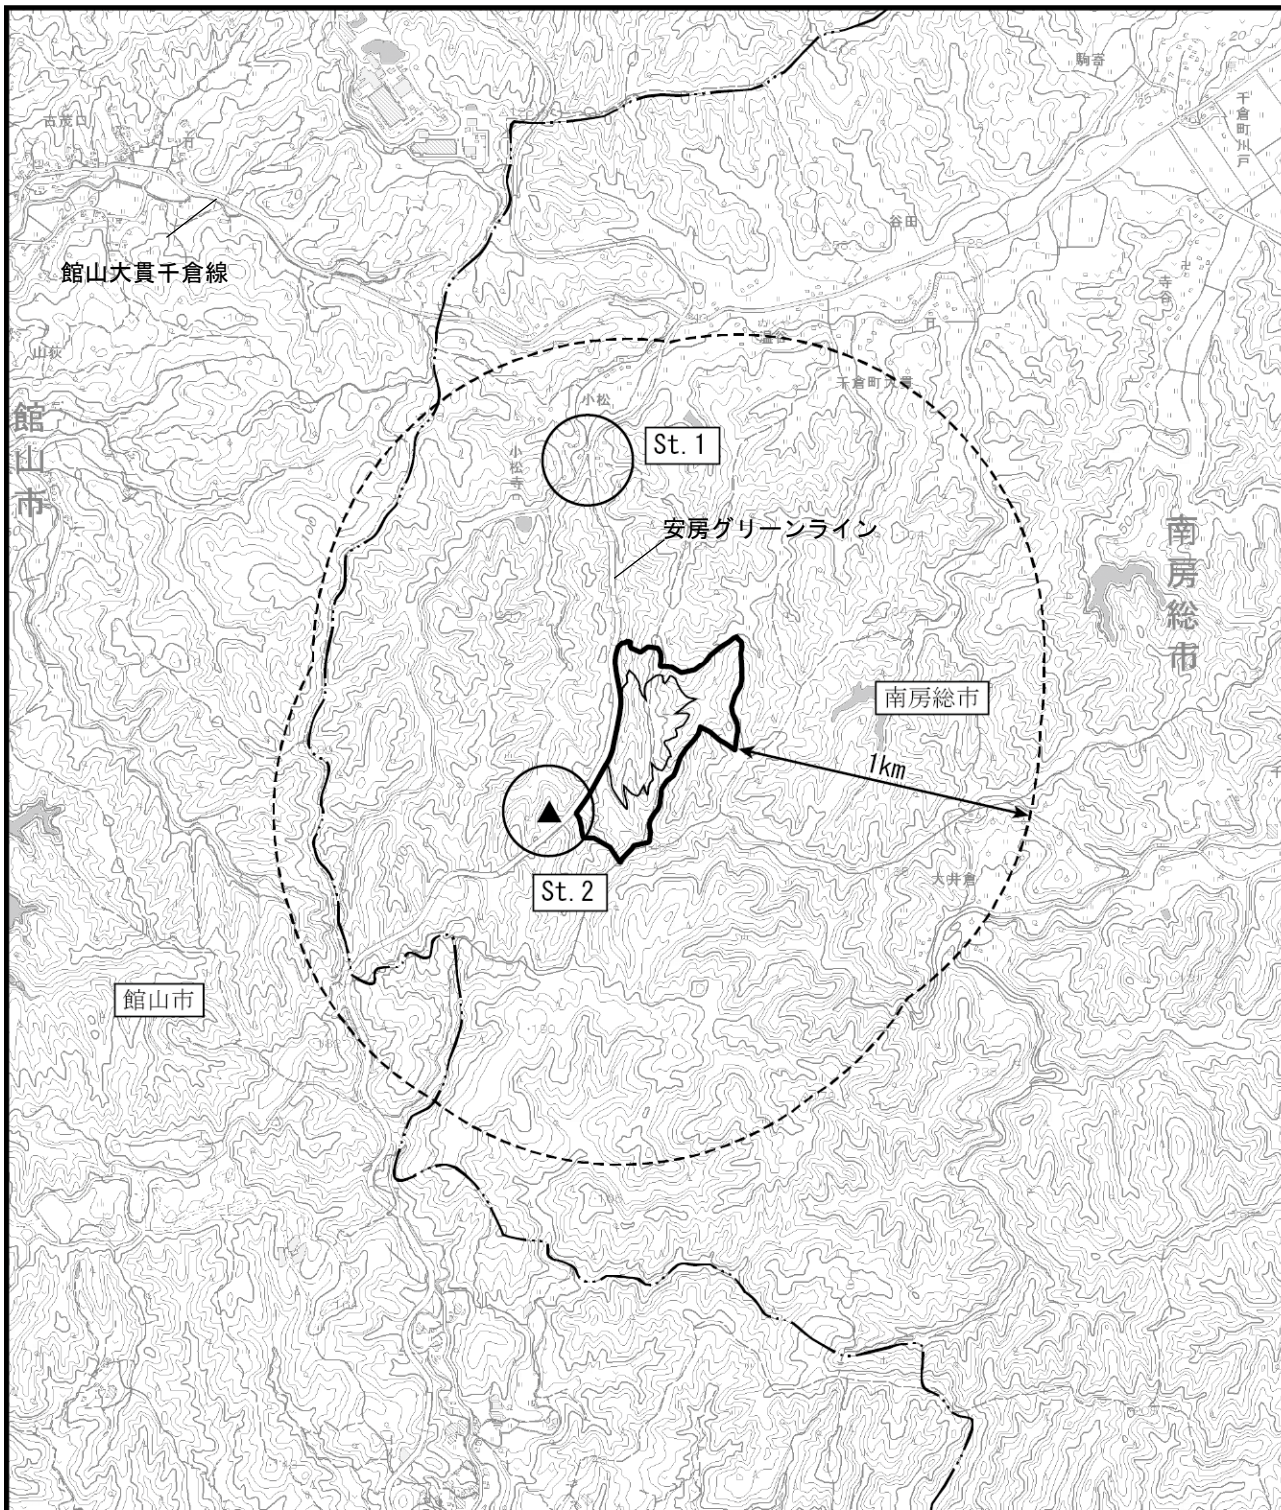 駒寄
20
古茂口
千倉町川戸
谷田
館山大貫千倉線
寺谷
山荻
温谷
千倉町大貫
小松
館山市
St.1
小松寺
安房グリーンライン
南房総市
南房総市
1km
大井倉
St.2
館山市